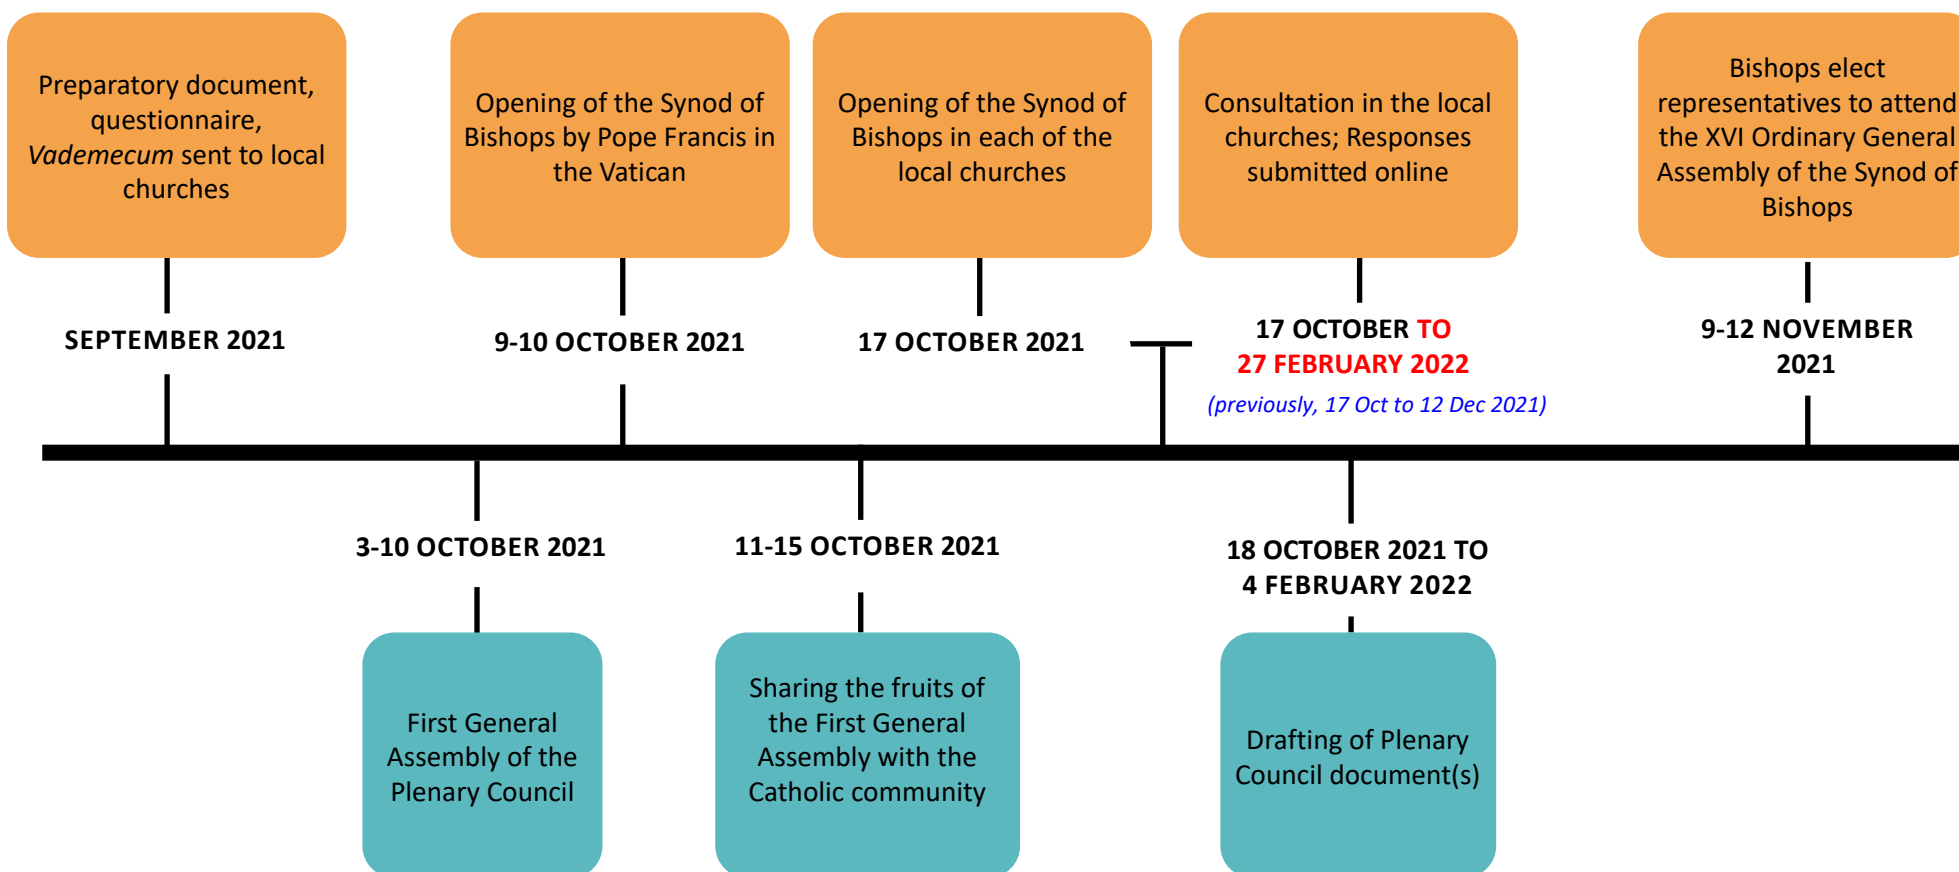 Preparatory document,
questionnaire,
Vademecum sent to local
churches
Opening of the Synod of
Bishops by Pope Francis in
the Vatican
Opening of the Synod of
Bishops in each of the
local churches
Consultation in the local
churches; Responses
submitted online
Bishops elect
representatives to attend
the XVI Ordinary General
Assembly of the Synod of
Bishops
SEPTEMBER 2021
9-10 OCTOBER 2021
17 OCTOBER 2021
17 OCTOBER TO
27 FEBRUARY 2022
(previously, 17 Oct to 12 Dec 2021)
9-12 NOVEMBER
2021
3-10 OCTOBER 2021
11-15 OCTOBER 2021
18 OCTOBER 2021 TO
4 FEBRUARY 2022
First General
Assembly of the
Plenary Council
Sharing the fruits of
the First General
Assembly with the
Catholic community
Drafting of Plenary
Council document(s)